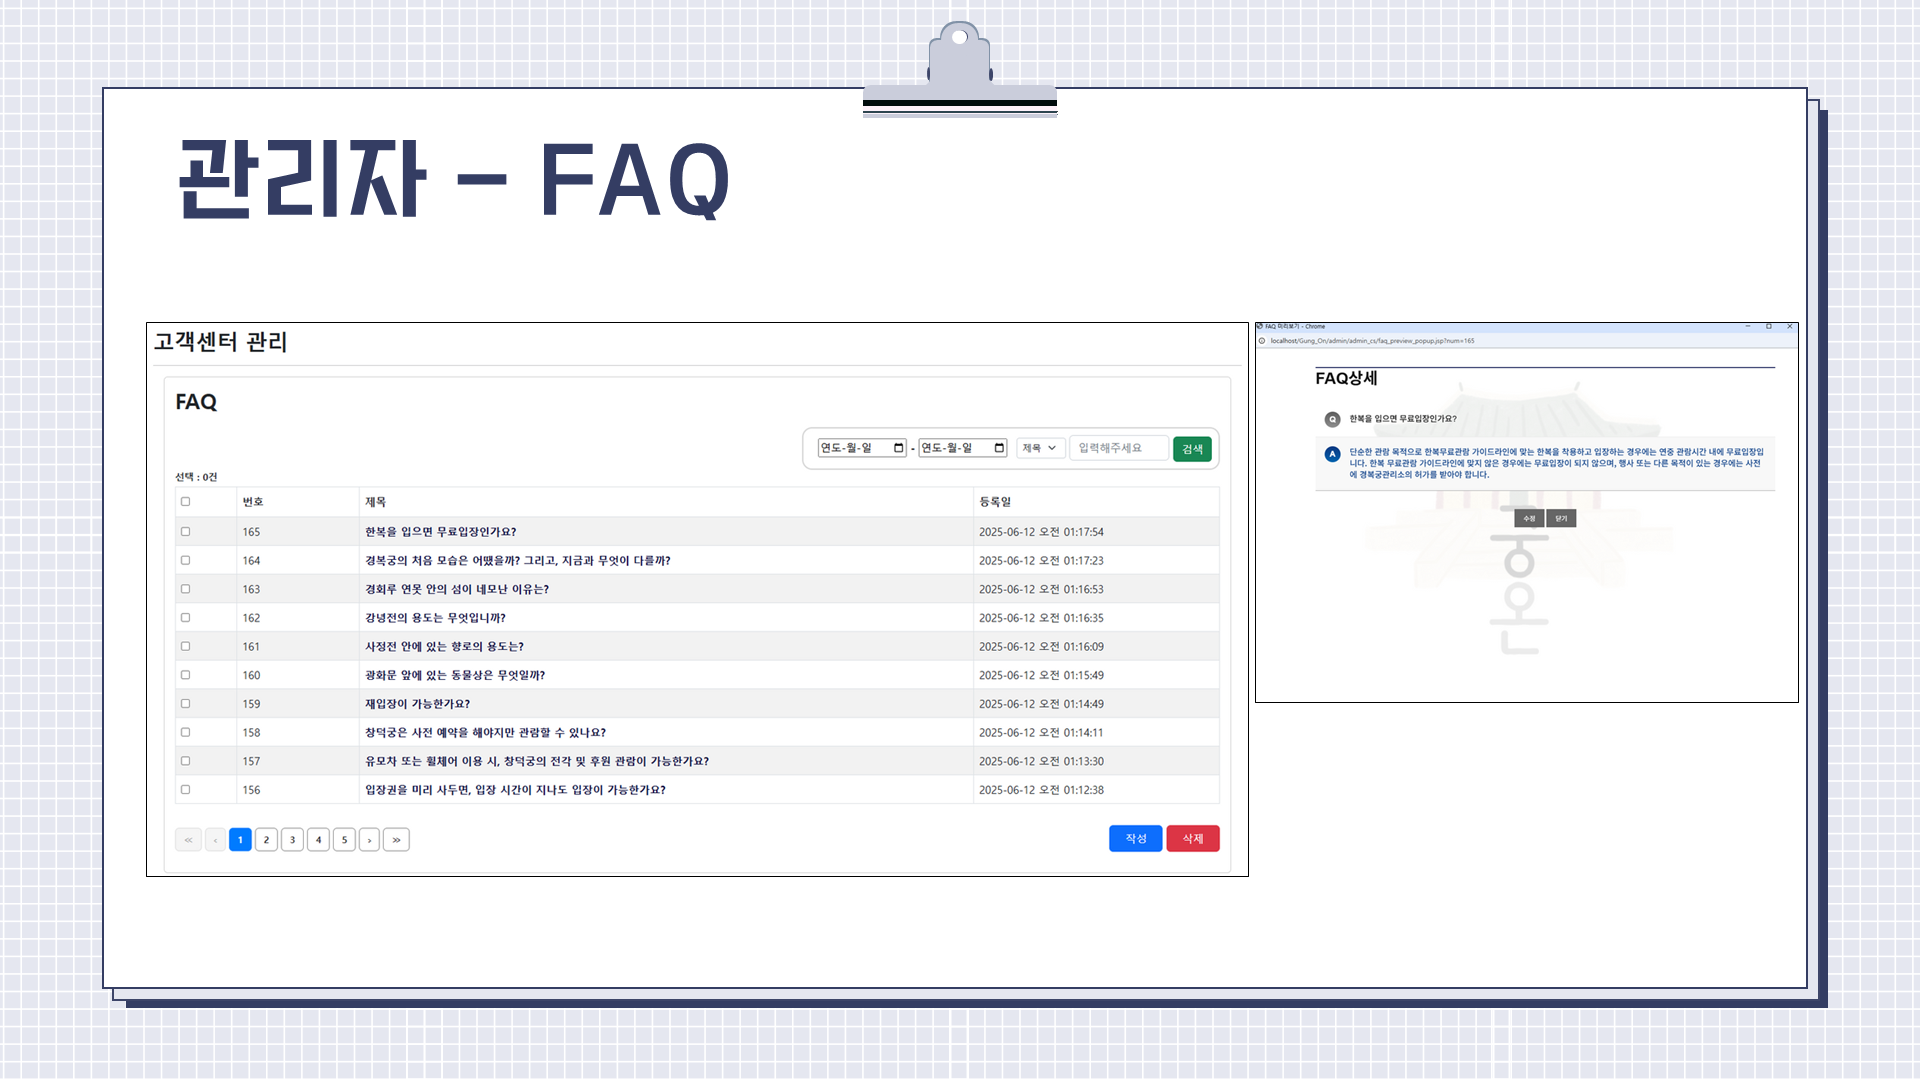 관리자 - FAQ
고객센터 관리
FAQ
연도-월-일 - 연도-월-일 제목 입력해주세요 검색
선택 : 0건
번호 제목 등록일
165 한복을 입으면 무료입장인가요? 2025-06-12 오전 01:17:54
164 경복궁의 처음 모습은 어땠을까? 그리고, 지금과 무엇이 다를까? 2025-06-12 오전 01:17:23
163 경회루 연못 안의 섬이 네모난 이유는? 2025-06-12 오전 01:16:53
162 강녕전의 용도는 무엇입니까? 2025-06-12 오전 01:16:35
161 사정전 안에 있는 향로의 용도는? 2025-06-12 오전 01:16:09
160 광화문 앞에 있는 동물상은 무엇일까? 2025-06-12 오전 01:15:49
159 재입장이 가능한가요? 2025-06-12 오전 01:14:49
158 창덕궁은 사전 예약을 해야지만 관람할 수 있나요? 2025-06-12 오전 01:14:11
157 유모차 또는 휠체어 이용 시, 창덕궁의 전각 및 후원 관람이 가능한가요? 2025-06-12 오전 01:13:30
156 입장권을 미리 사두면, 입장 시간이 지나도 입장이 가능한가요? 2025-06-12 오전 01:12:38
« ‹ 1 2 3 4 5 › »
작성 삭제
FAQ 미리보기 - Chrome
localhost/Gung_On/admin/admin_cs/faq_preview_popup.jsp?num=165
FAQ상세
Q 한복을 입으면 무료입장인가요?
A 단순한 관람 목적으로 한복무료관람 가이드라인에 맞는 한복을 착용하고 입장하는 경우에는 연중 관람시간 내에 무료입장입
니다. 한복 무료관람 가이드라인에 맞지 않은 경우에는 무료입장이 되지 않으며, 행사 또는 다른 목적이 있는 경우에는 사전
에 경복궁관리소의 허가를 받아야 합니다.
수정 닫기
궁
온